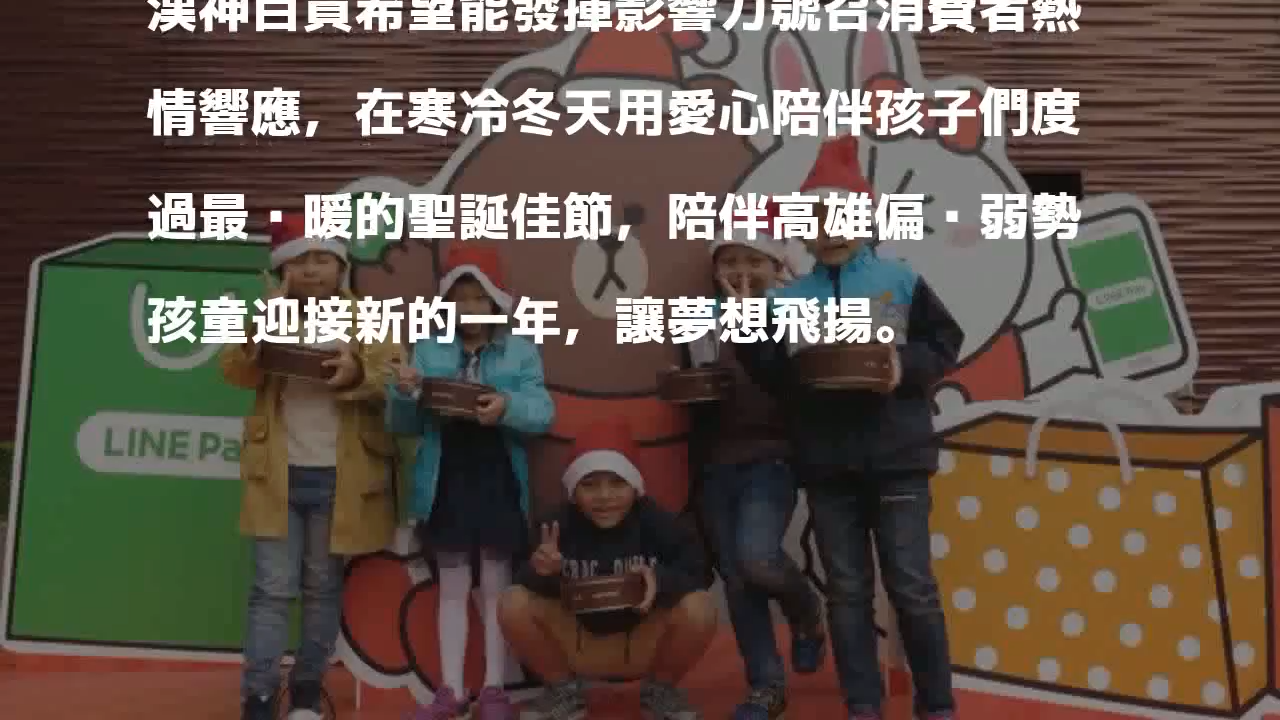 漢神百貨希望能發揮影響力號召消費者熱
情響應，在寒冷冬天用愛心陪伴孩子們度
過最·暖的聖誕佳節，陪伴高雄偏·弱勢
孩童迎接新的一年，讓夢想飛揚。
LINE Pay
LINE Pa